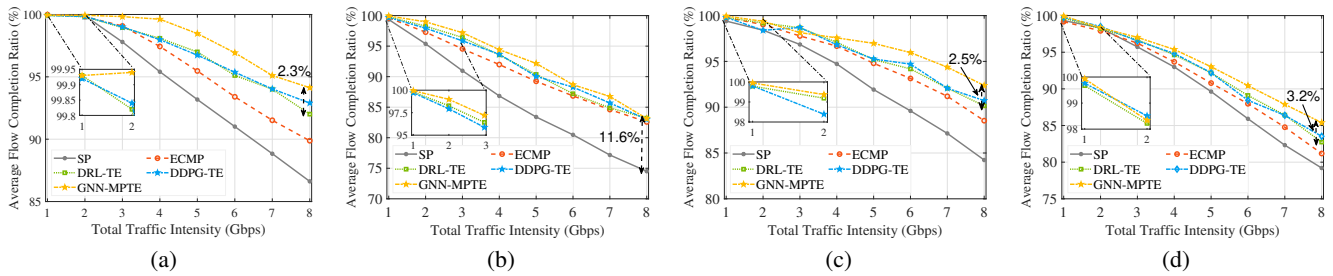 Average Flow Completion Ratio (%)
100
95
90
85
1 2 3 4 5 6 7 8
Total Traffic Intensity (Gbps)
2.3%
99.95
99.9
99.85
99.8
1 2
SP ECMP
DRL-TE DDPG-TE
GNN-MPTE
(a)
Average Flow Completion Ratio (%)
100
95
90
85
80
75
70
1 2 3 4 5 6 7 8
Total Traffic Intensity (Gbps)
11.6%
100
95
1 2 3
SP ECMP
DRL-TE DDPG-TE
GNN-MPTE
(b)
Average Flow Completion Ratio (%)
100
95
90
85
80
1 2 3 4 5 6 7 8
Total Traffic Intensity (Gbps)
2.5%
100
99
98
1 2
SP ECMP
DRL-TE DDPG-TE
GNN-MPTE
(c)
Average Flow Completion Ratio (%)
100
95
90
85
80
75
1 2 3 4 5 6 7 8
Total Traffic Intensity (Gbps)
3.2%
100
99
98
1 2
SP ECMP
DRL-TE DDPG-TE
GNN-MPTE
(d)